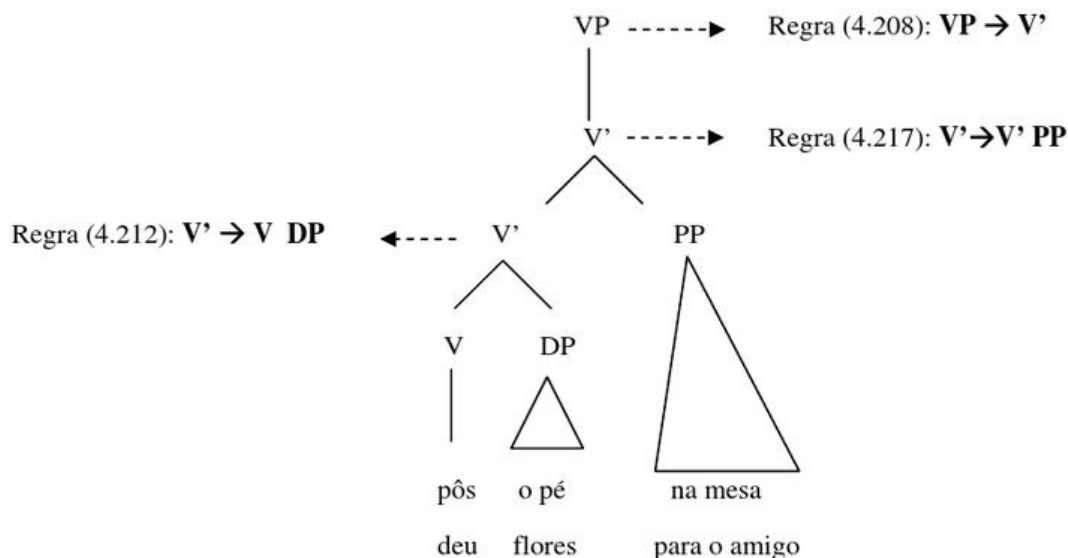 VP Regra (4.208): VP → V’
V’ Regra (4.217): V’→V’ PP
Regra (4.212): V’ → V DP V’ PP
V DP
pôs o pé na mesa
deu flores para o amigo